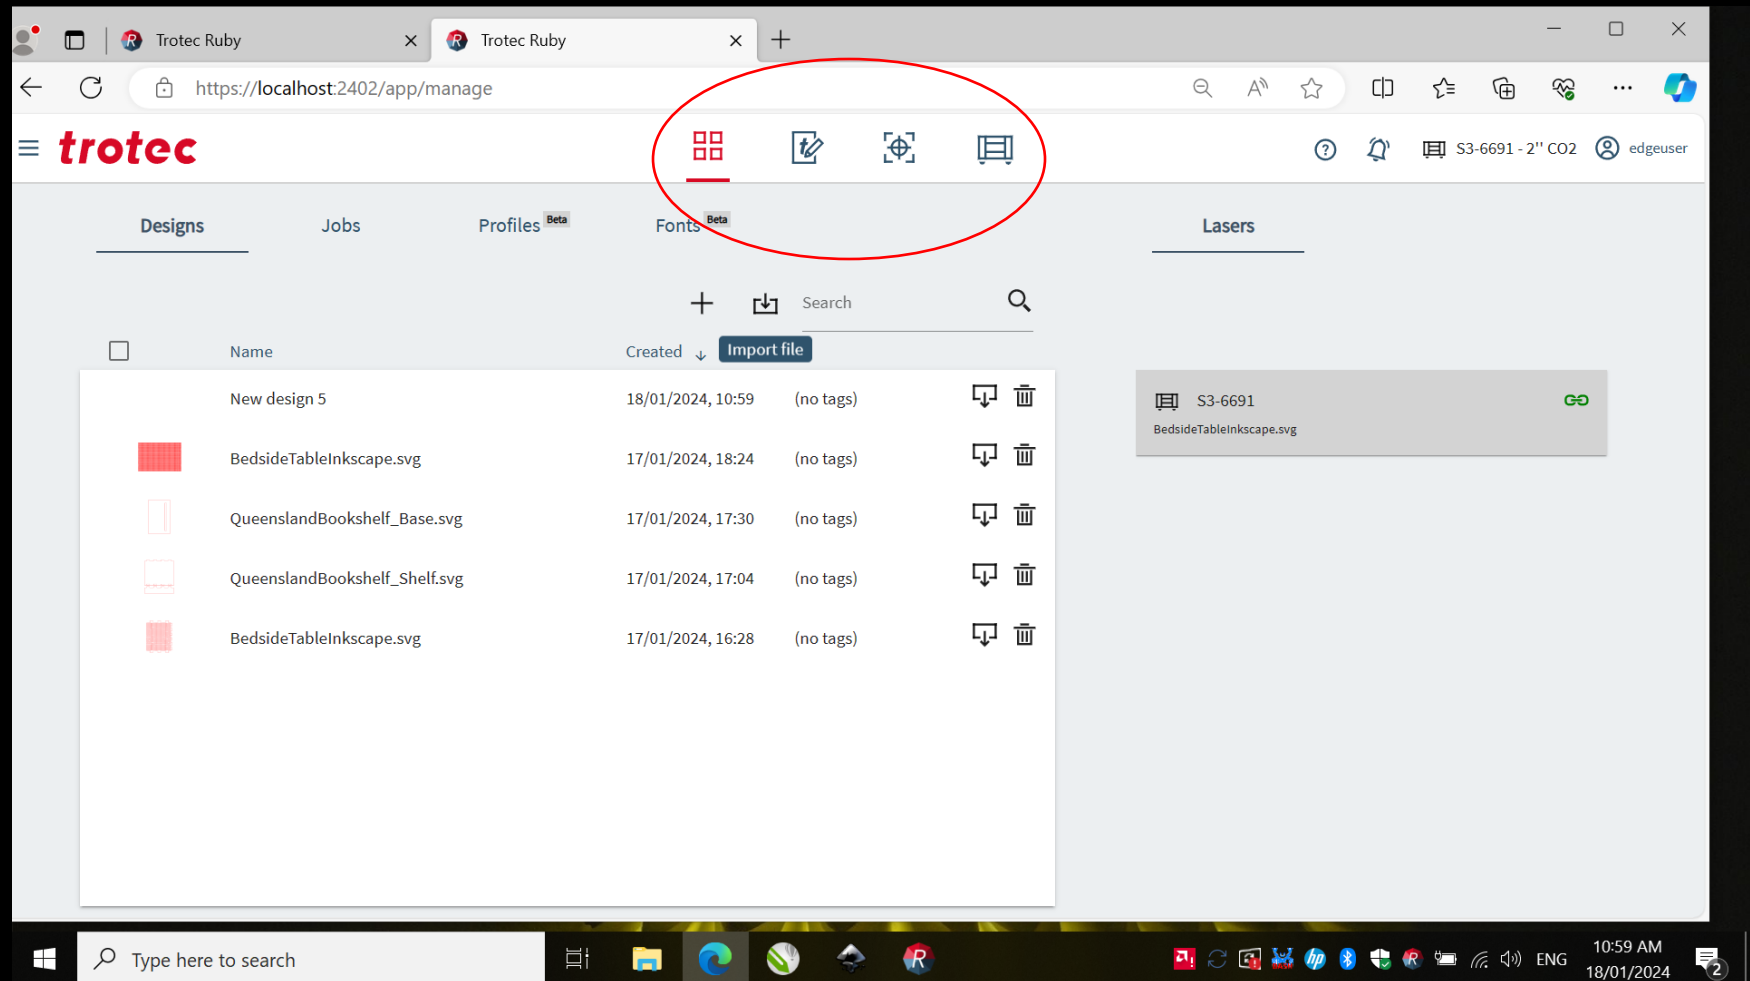 Trotec Ruby
Trotec Ruby
https://localhost:2402/app/manage
trotec
S3-6691 - 2'' CO2
edgeuser
Designs
Jobs
Profiles Beta
Fonts Beta
Lasers
Search
Name
Created
Import file
New design 5 18/01/2024, 10:59 (no tags)
BedsideTableInkscape.svg 17/01/2024, 18:24 (no tags)
QueenslandBookshelf_Base.svg 17/01/2024, 17:30 (no tags)
QueenslandBookshelf_Shelf.svg 17/01/2024, 17:04 (no tags)
BedsideTableInkscape.svg 17/01/2024, 16:28 (no tags)
S3-6691
BedsideTableInkscape.svg
Type here to search
ENG
10:59 AM
18/01/2024
2